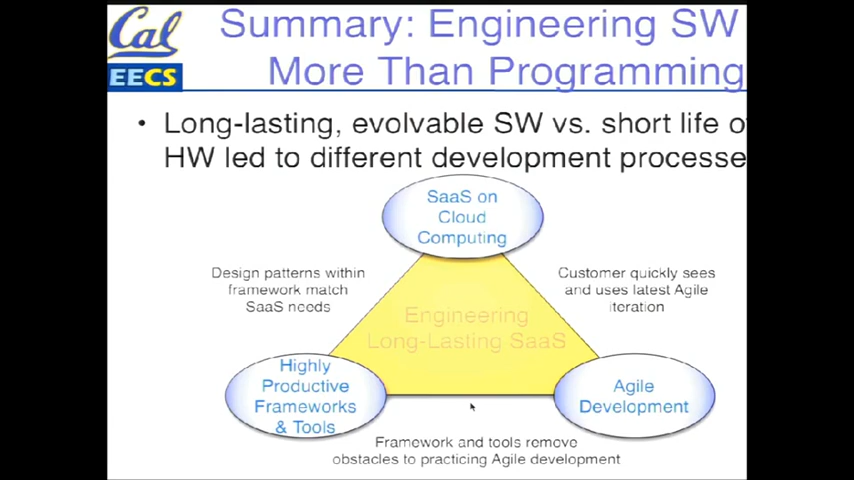 Cal
EECS
Summary: Engineering SW
More Than Programming
• Long-lasting, evolvable SW vs. short life o
HW led to different development processe
SaaS on
Cloud
Computing
Design patterns within
framework match
SaaS needs
Customer quickly sees
and uses latest Agile
iteration
Engineering
Long-Lasting SaaS
Highly
Productive
Frameworks
& Tools
Agile
Development
Framework and tools remove
obstacles to practicing Agile development